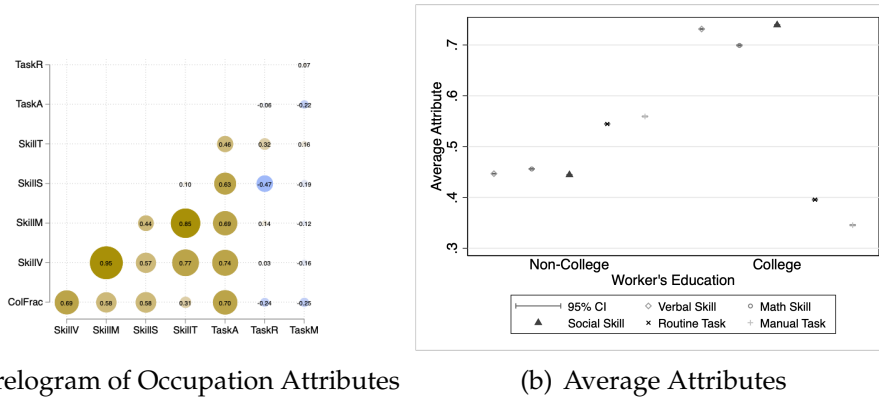 TaskR 0.07
TaskA -0.06 -0.22
SkillT 0.46 0.32 0.16
SkillS 0.10 0.63 -0.47 -0.19
SkillM 0.44 0.85 0.69 0.14 -0.12
SkillV 0.95 0.57 0.77 0.74 0.03 -0.16
ColFrac 0.69 0.58 0.58 0.31 0.70 -0.24 -0.25
SkillV SkillM SkillS SkillT TaskA TaskR TaskM
relogram of Occupation Attributes
Average Attribute
.7
.6
.5
.4
.3
Non-College College
Worker's Education
95% CI Verbal Skill Math Skill
Social Skill Routine Task Manual Task
(b) Average Attributes